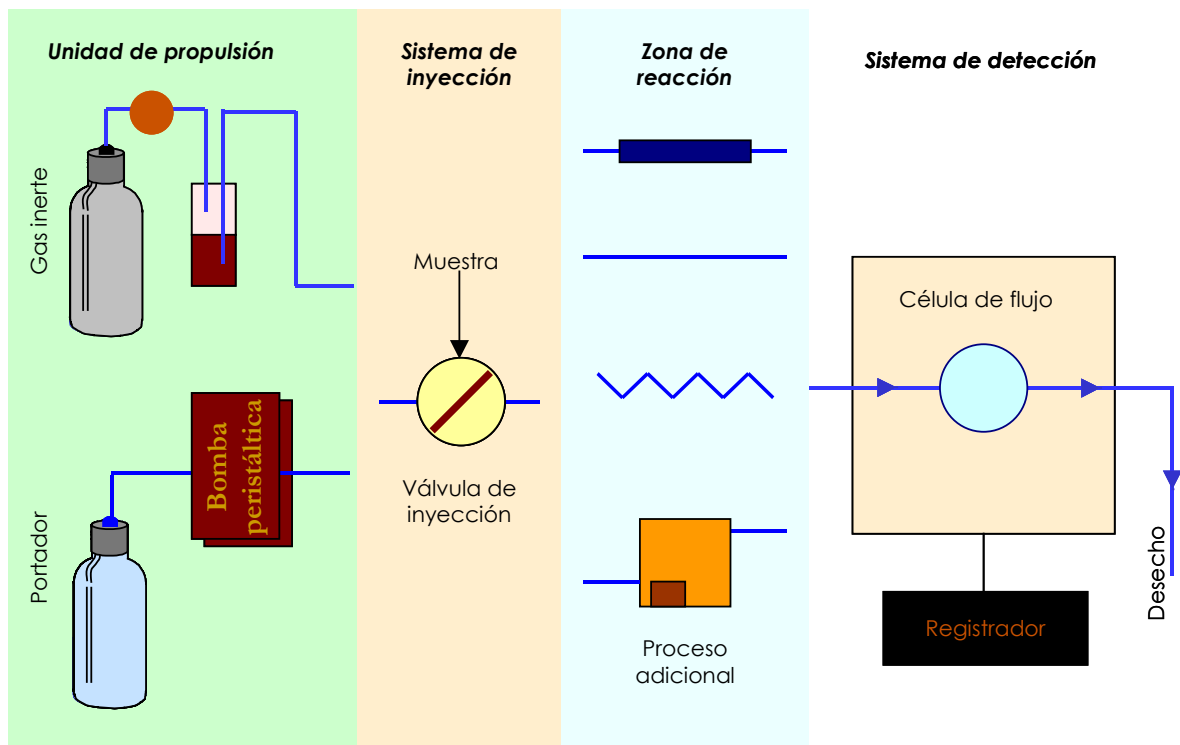 Unidad de propulsión
Sistema de
inyección
Zona de
reacción
Sistema de detección
Gas inerte
Muestra
Célula de flujo
Bomba
peristáltica
Válvula de
inyección
Portador
Desecho
Registrador
Proceso
adicional